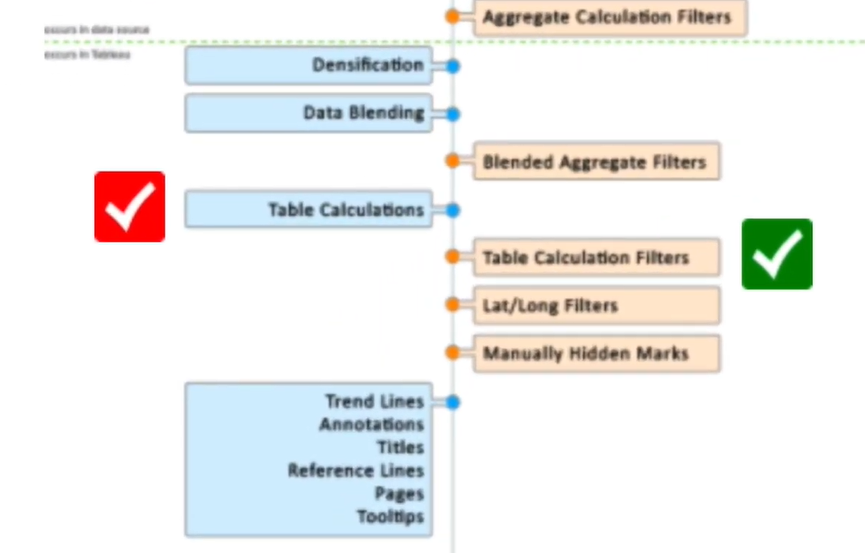 Aggregate Calculation Filters
occurs in data source
occurs in Tableau
Densification
Data Blending
Blended Aggregate Filters
Table Calculations
Table Calculation Filters
Lat/Long Filters
Manually Hidden Marks
Trend Lines
Annotations
Titles
Reference Lines
Pages
Tooltips